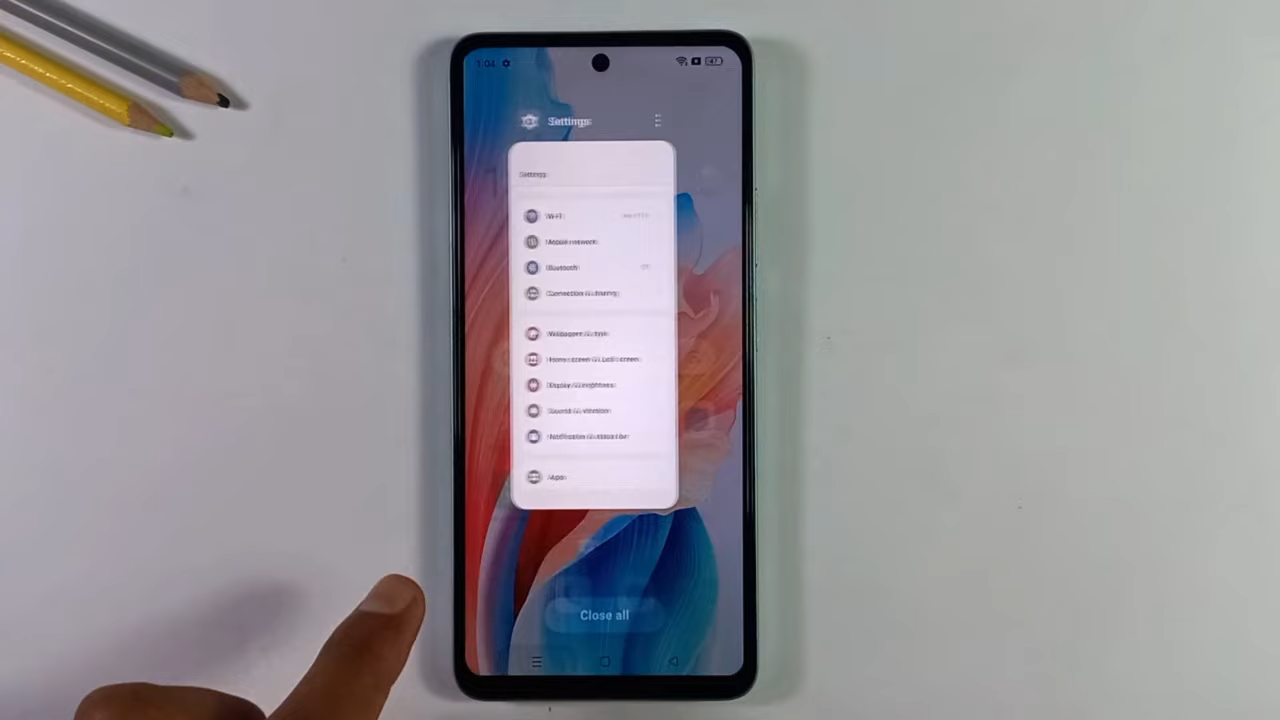 1:04
Settings
Settings
Wi-Fi
Mobile network
Bluetooth
Connection & sharing
Wallpapers & style
Home screen & Lock screen
Display & brightness
Sound & vibration
Notification & status bar
Apps
Close all